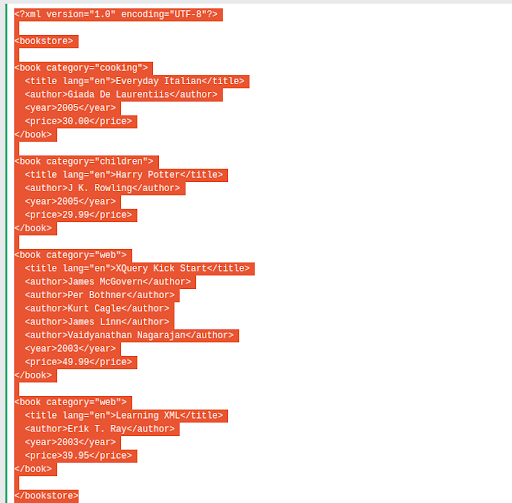 <?xml version="1.0" encoding="UTF-8"?>
<bookstore>
<book category="cooking">
  <title lang="en">Everyday Italian</title>
  <author>Giada De Laurentiis</author>
  <year>2005</year>
  <price>30.00</price>
</book>
<book category="children">
  <title lang="en">Harry Potter</title>
  <author>J K. Rowling</author>
  <year>2005</year>
  <price>29.99</price>
</book>
<book category="web">
  <title lang="en">XQuery Kick Start</title>
  <author>James McGovern</author>
  <author>Per Bothner</author>
  <author>Kurt Cagle</author>
  <author>James Linn</author>
  <author>Vaidyanathan Nagarajan</author>
  <year>2003</year>
  <price>49.99</price>
</book>
<book category="web">
  <title lang="en">Learning XML</title>
  <author>Erik T. Ray</author>
  <year>2003</year>
  <price>39.95</price>
</book>
</bookstore>